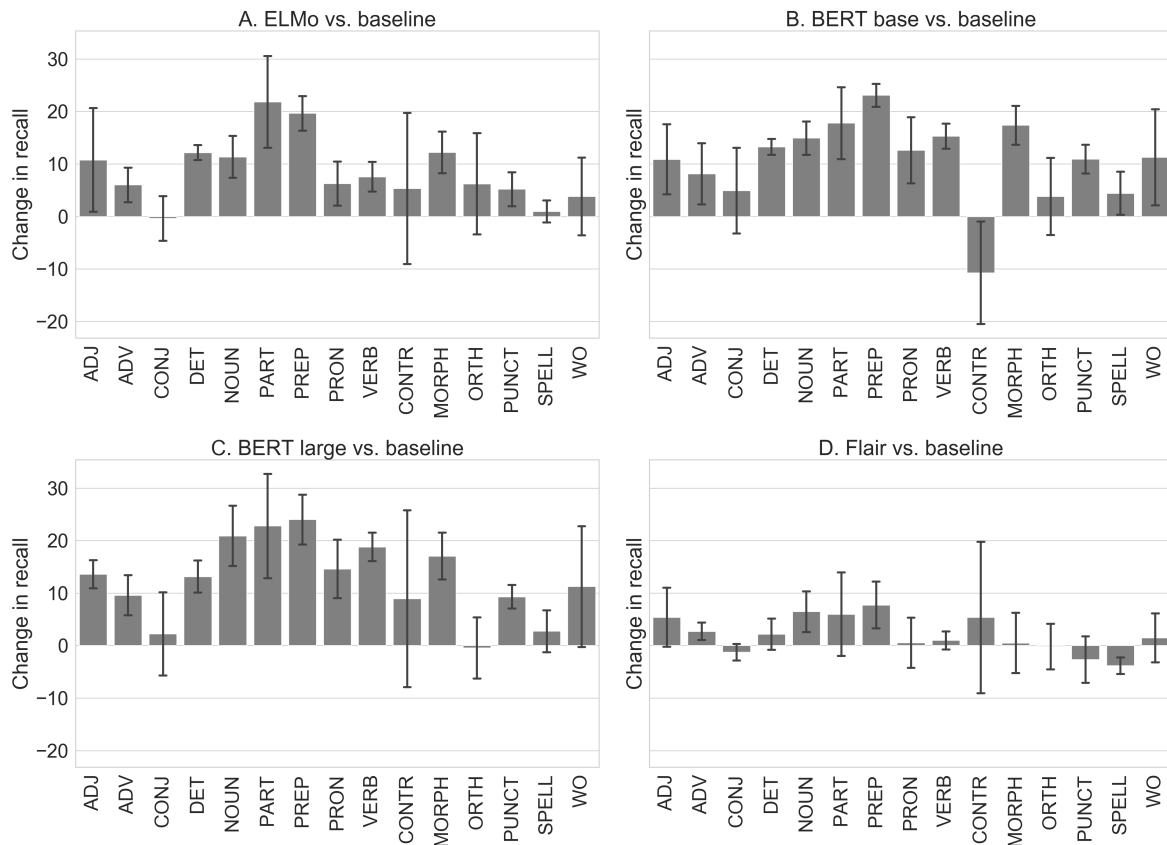 A. ELMo vs. baseline
Change in recall
30
20
10
0
−10
−20
ADJ
ADV
CONJ
DET
NOUN
PART
PREP
PRON
VERB
CONTR
MORPH
ORTH
PUNCT
SPELL
WO
B. BERT base vs. baseline
Change in recall
ADJ
ADV
CONJ
DET
NOUN
PART
PREP
PRON
VERB
CONTR
MORPH
ORTH
PUNCT
SPELL
WO
C. BERT large vs. baseline
Change in recall
30
20
10
0
−10
−20
ADJ
ADV
CONJ
DET
NOUN
PART
PREP
PRON
VERB
CONTR
MORPH
ORTH
PUNCT
SPELL
WO
D. Flair vs. baseline
Change in recall
ADJ
ADV
CONJ
DET
NOUN
PART
PREP
PRON
VERB
CONTR
MORPH
ORTH
PUNCT
SPELL
WO